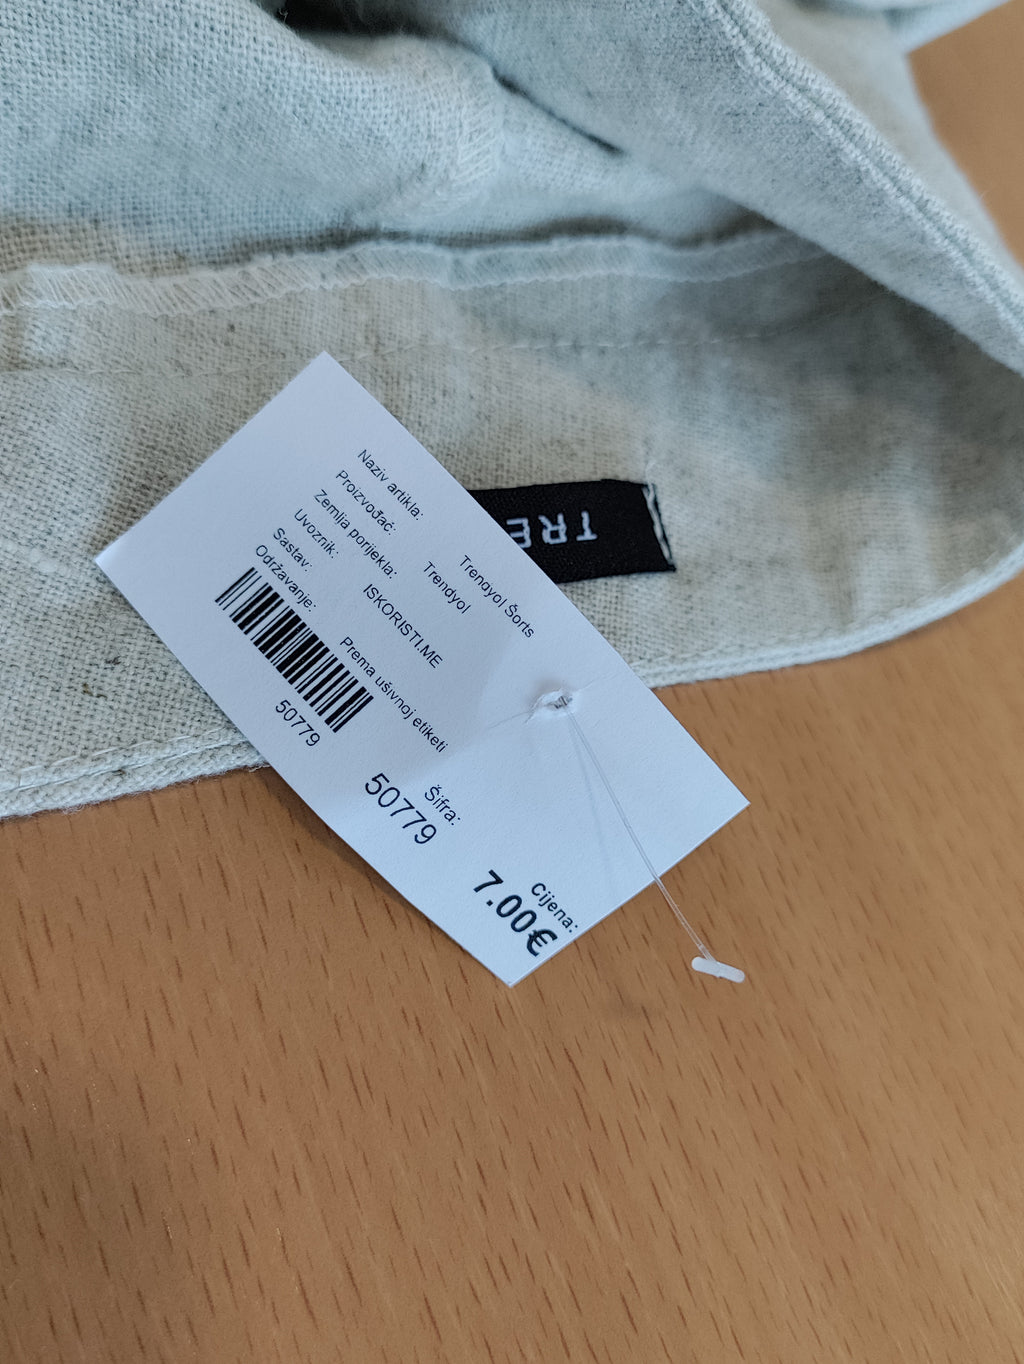 Naziv artikla: Trendyol Šorts
Proizvođač: Trendyol
Zemlja porijekla:
Uvoznik: ISKORISTI.ME
Sastav:
Održavanje: Prema ušivnoj etiketi
50779
Šifra:
50779
Cijena:
7.00€
TRE